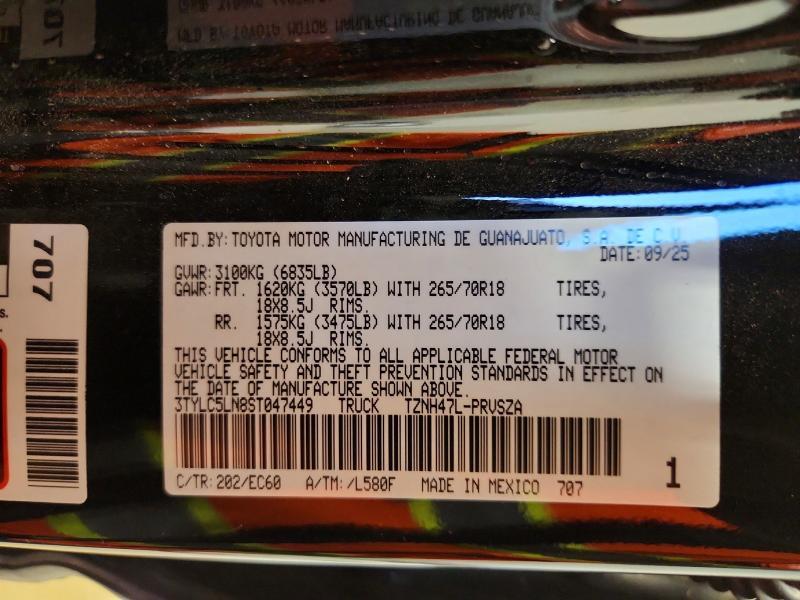 MFD.BY:TOYOTA MOTOR MANUFACTURING DE GUANAJUATO, S.A. DE C.V.
DATE:09/25
GVWR:3100KG (6835LB)
GAWR:FRT. 1620KG (3570LB) WITH 265/70R18 TIRES,
18X8.5J RIMS.
RR. 1575KG (3475LB) WITH 265/70R18 TIRES,
18X8.5J RIMS.
THIS VEHICLE CONFORMS TO ALL APPLICABLE FEDERAL MOTOR
VEHICLE SAFETY AND THEFT PREVENTION STANDARDS IN EFFECT ON
THE DATE OF MANUFACTURE SHOWN ABOVE.
3TYLC5LN8ST047449 TRUCK TZNH47L-PRVSZA
1
C/TR:202/EC60 A/TM:/L580F MADE IN MEXICO 707
707
s.